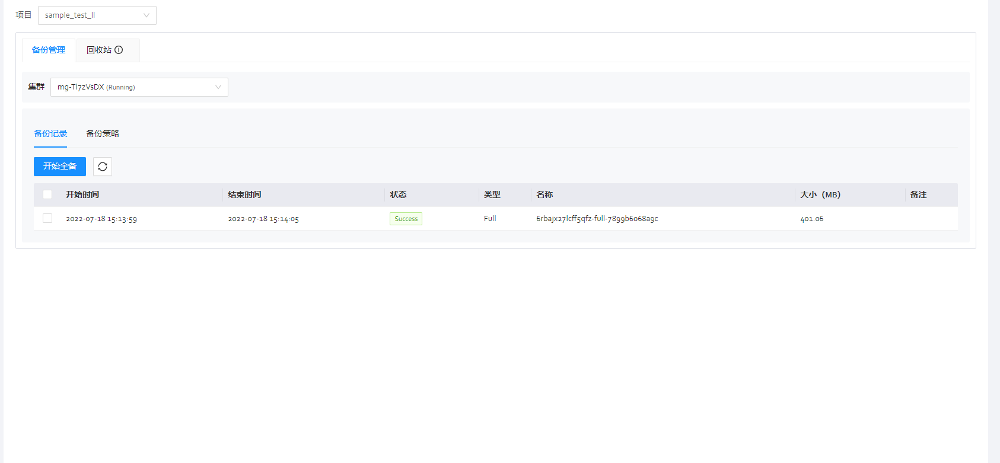 项目 sample_test_ll
备份管理 回收站
集群 mg-Tl7zVsDX (Running)
备份记录 备份策略
开始全备
开始时间 结束时间 状态 类型 名称 大小（MB） 备注
2022-07-18 15:13:59 2022-07-18 15:14:05 Success Full 6rbajx27lcff5qfz-full-7899b6068a9c 401.06